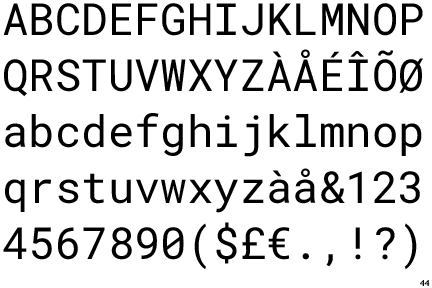 ABCDEFGHIJKLMNOP
QRSTUVWXYZÀÅÉÎÕØ
abcdefghijklmnop
qrstuvwxyzàå&123
4567890($£€.,!?)
44